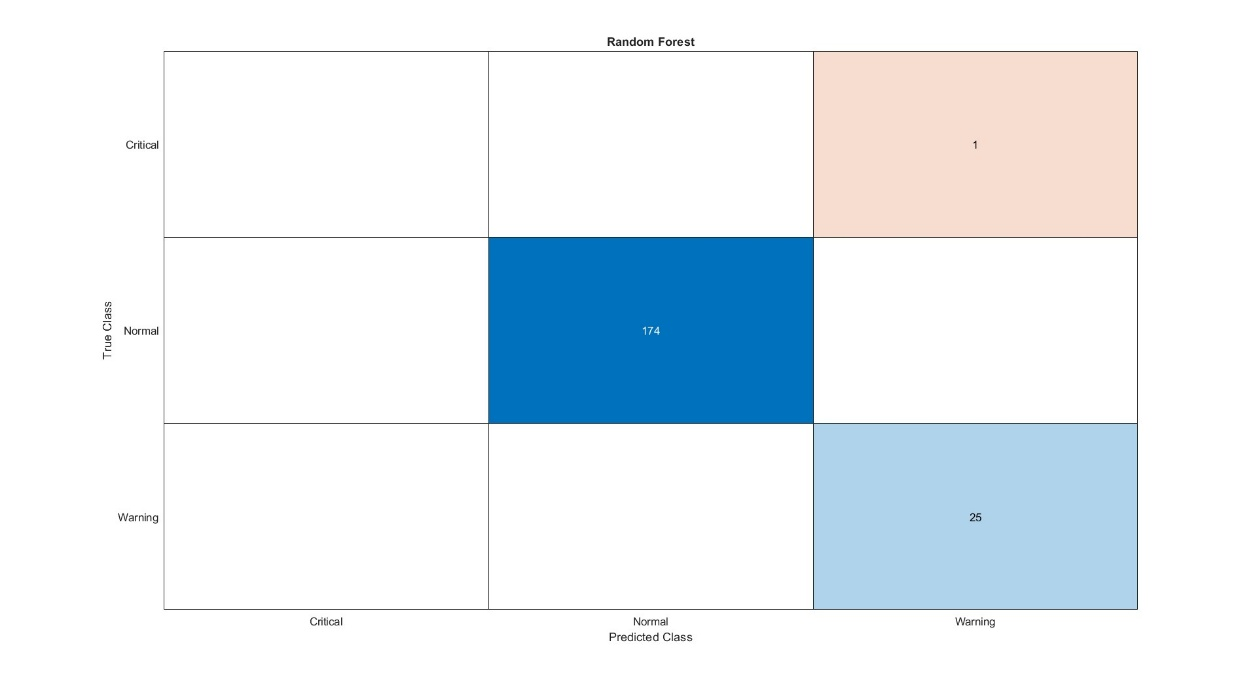 Random Forest
Critical
1
True Class
Normal
174
Warning
25
Critical
Normal
Warning
Predicted Class